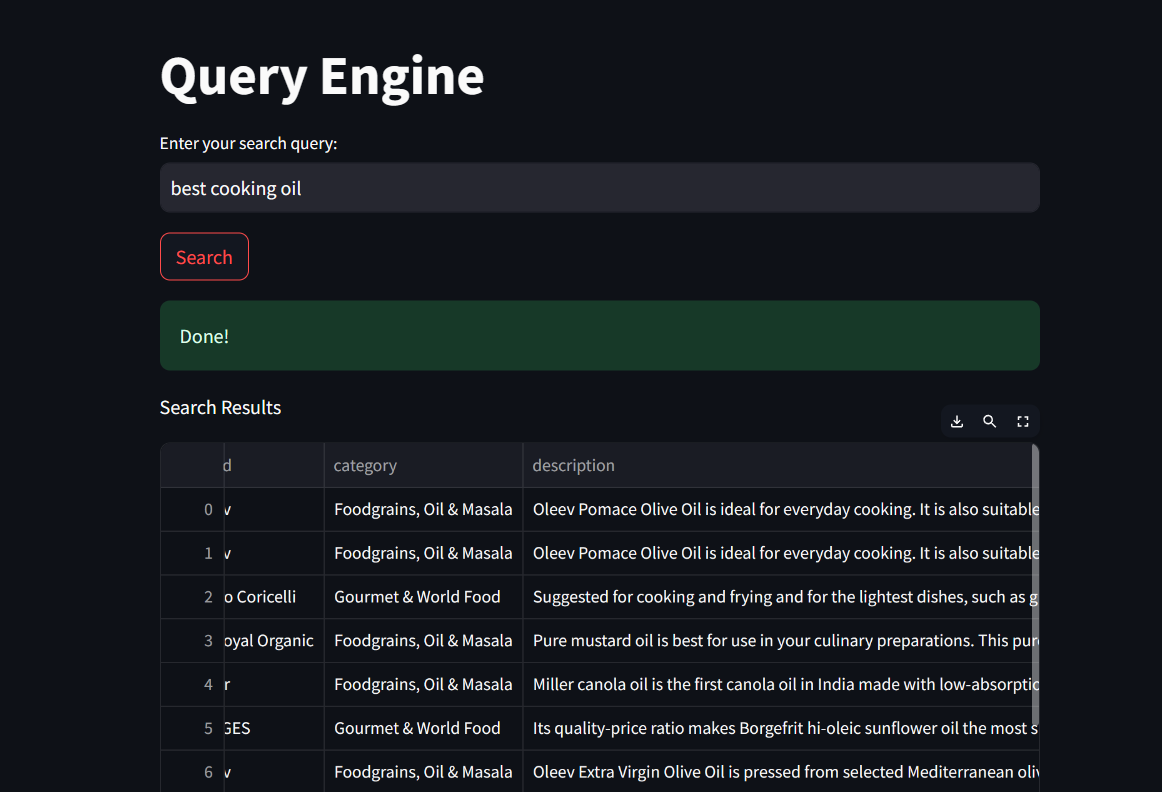 Query Engine
Enter your search query:
best cooking oil
Search
Done!
Search Results
d category description
0 v Foodgrains, Oil & Masala Oleev Pomace Olive Oil is ideal for everyday cooking. It is also suitable
1 v Foodgrains, Oil & Masala Oleev Pomace Olive Oil is ideal for everyday cooking. It is also suitable
2 o Coricelli Gourmet & World Food Suggested for cooking and frying and for the lightest dishes, such as g
3 oyal Organic Foodgrains, Oil & Masala Pure mustard oil is best for use in your culinary preparations. This pur
4 r Foodgrains, Oil & Masala Miller canola oil is the first canola oil in India made with low-absorptio
5 GES Gourmet & World Food Its quality-price ratio makes Borgefrit hi-oleic sunflower oil the most s
6 v Foodgrains, Oil & Masala Oleev Extra Virgin Olive Oil is pressed from selected Mediterranean oliv